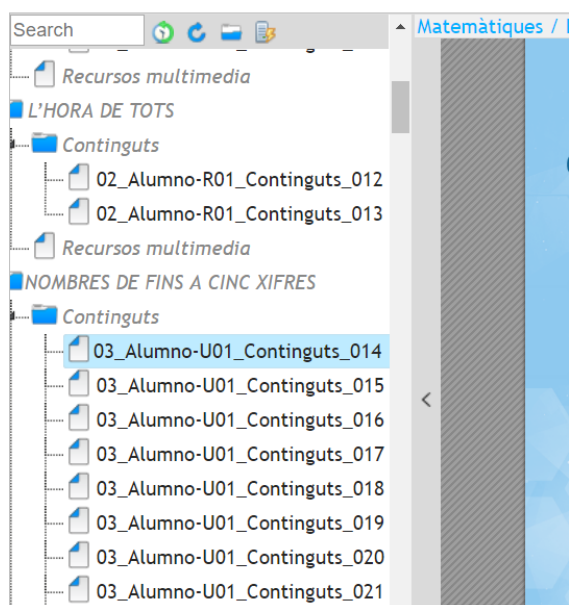 Search
Matemàtiques /
Recursos multimedia
L'HORA DE TOTS
Continguts
02_Alumno-R01_Continguts_012
02_Alumno-R01_Continguts_013
Recursos multimedia
NOMBRES DE FINS A CINC XIFRES
Continguts
03_Alumno-U01_Continguts_014
03_Alumno-U01_Continguts_015
03_Alumno-U01_Continguts_016
03_Alumno-U01_Continguts_017
03_Alumno-U01_Continguts_018
03_Alumno-U01_Continguts_019
03_Alumno-U01_Continguts_020
03_Alumno-U01_Continguts_021